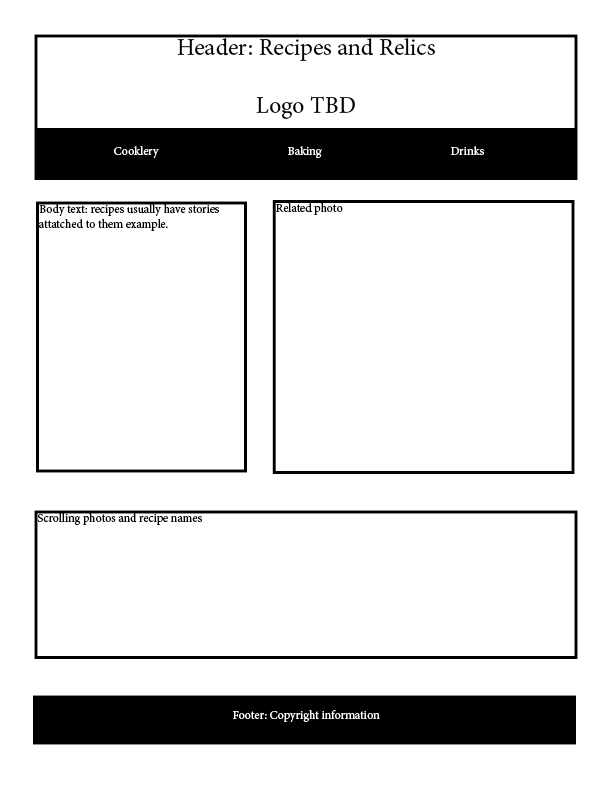 Header: Recipes and Relics
Logo TBD
Cooklery
Baking
Drinks
Body text: recipes usually have stories
attatched to them example.
Related photo
Scrolling photos and recipe names
Footer: Copyright information